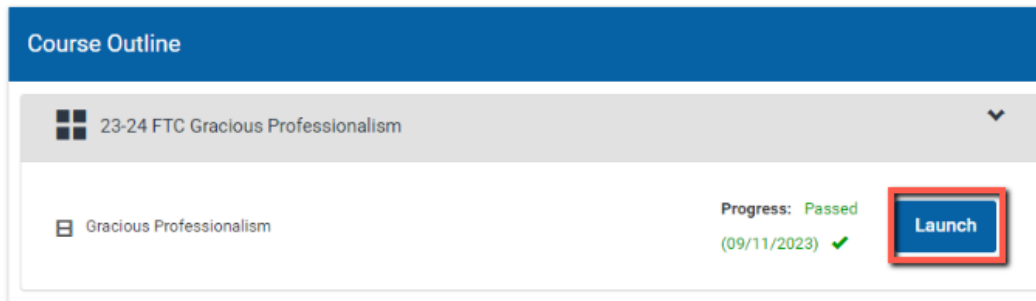 Course Outline
23-24 FTC Gracious Professionalism
Gracious Professionalism
Progress: Passed
(09/11/2023)
Launch